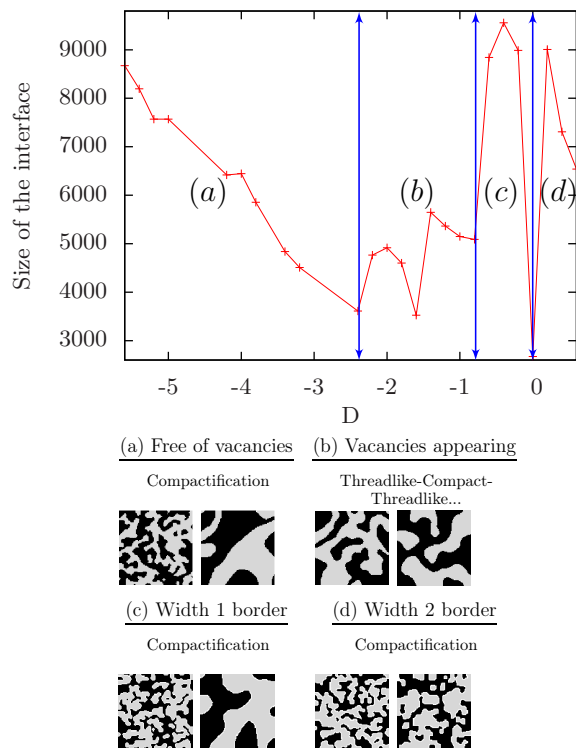 Size of the interface
9000
8000
7000
6000
5000
4000
3000
(a)
(b)
(c)
(d)
-5
-4
-3
-2
-1
0
D
(a) Free of vacancies
(b) Vacancies appearing
Compactification
Threadlike-Compact-
Threadlike...
(c) Width 1 border
(d) Width 2 border
Compactification
Compactification